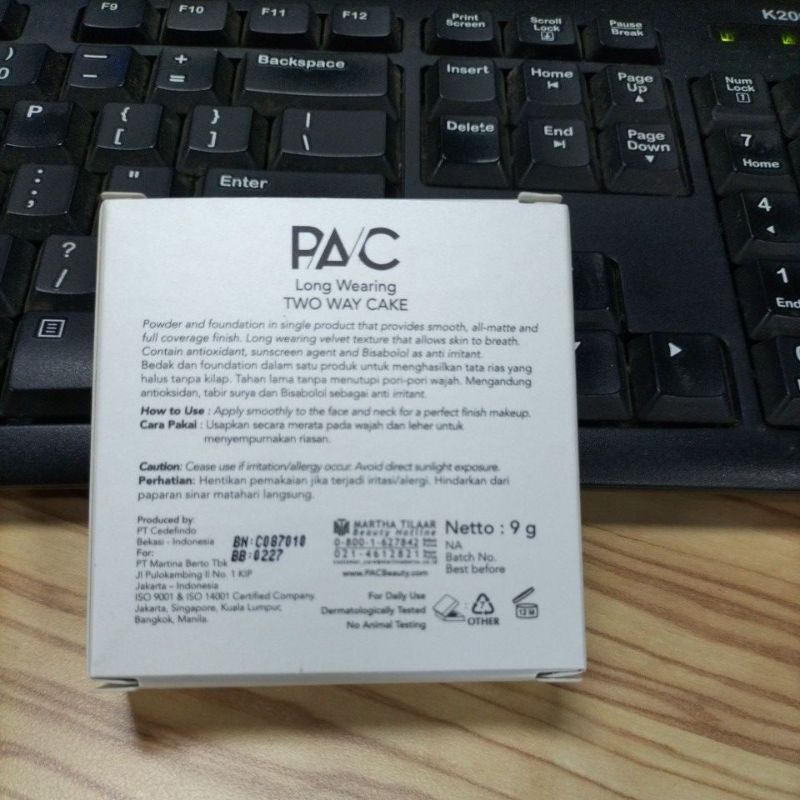 F9 F10 F11 F12 Print Screen Scroll Lock Pause Break K20
Backspace Insert Home Page Up Num Lock
P { [ } ] | \ Delete End Page Down 7 Home
: ; " ' Enter 4
? / 1 End
PAC
Long Wearing
TWO WAY CAKE
Powder and foundation in single product that provides smooth, all-matte and
full coverage finish. Long wearing velvet texture that allows skin to breath.
Contain antioxidant, sunscreen agent and Bisabolol as anti irritant.
Bedak dan foundation dalam satu produk untuk menghasilkan tata rias yang
halus tanpa kilap. Tahan lama tanpa menutupi pori-pori wajah. Mengandung
antioksidan, tabir surya dan Bisabolol sebagai anti irritant.
How to Use : Apply smoothly to the face and neck for a perfect finish makeup.
Cara Pakai : Usapkan secara merata pada wajah dan leher untuk
menyempurnakan riasan.
Caution: Cease use if irritation/allergy occur. Avoid direct sunlight exposure.
Perhatian: Hentikan pemakaian jika terjadi iritasi/alergi. Hindarkan dari
paparan sinar matahari langsung.
Produced by:
PT Cedefindo
Bekasi - Indonesia
For:
PT Martina Berto Tbk
Jl Pulokambing II No. 1 KIP
Jakarta – Indonesia
ISO 9001 & ISO 14001 Certified Company.
Jakarta, Singapore, Kuala Lumpur,
Bangkok, Manila.
BN:C087010
BB:0227
MARTHA TILAAR
Beauty Hotline
0-800-1-627842
021-4612821
www.PACBeauty.com
Netto : 9 g
NA
Batch No.
Best before
For Daily Use
Dermatologically Tested
No Animal Testing
7
OTHER
12 M